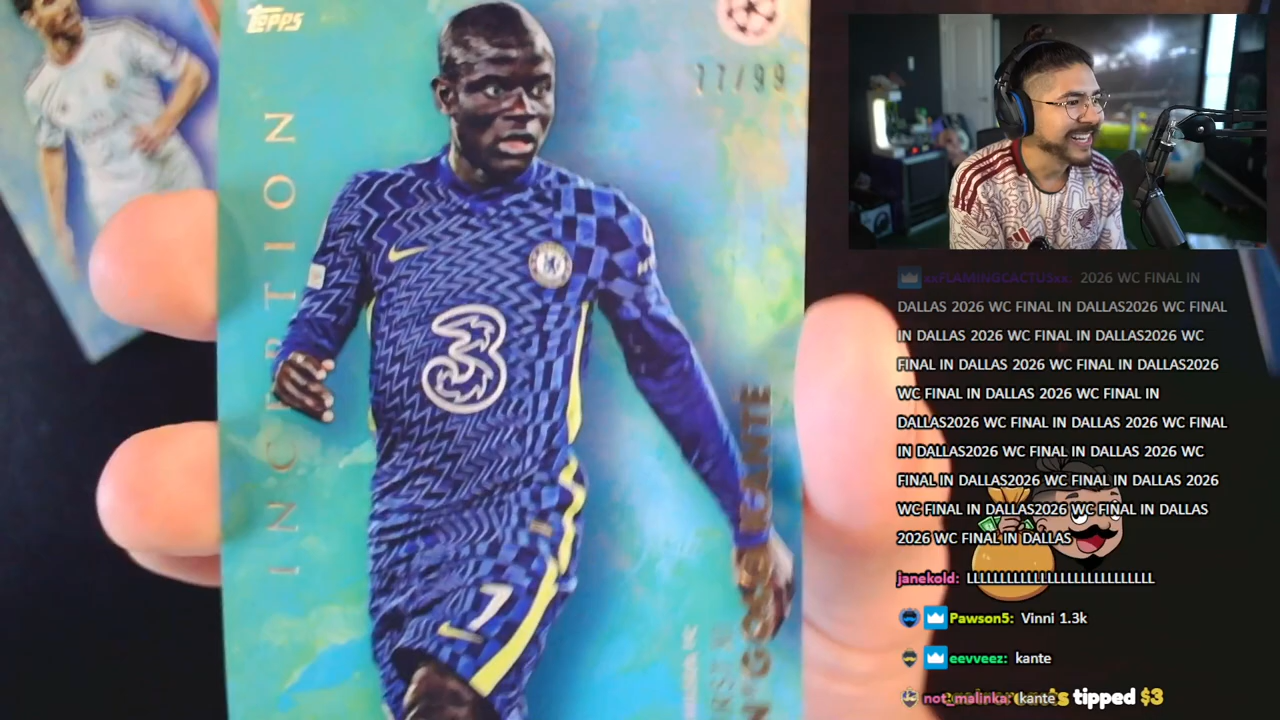 Topps
77/99
INCEPTION
N'GOLO KANTÉ
3
7
xxFLAMINGCACTUSxx: 2026 WC FINAL IN
DALLAS 2026 WC FINAL IN DALLAS2026 WC FINAL
IN DALLAS 2026 WC FINAL IN DALLAS2026 WC
FINAL IN DALLAS 2026 WC FINAL IN DALLAS2026
WC FINAL IN DALLAS 2026 WC FINAL IN
DALLAS2026 WC FINAL IN DALLAS 2026 WC FINAL
IN DALLAS2026 WC FINAL IN DALLAS 2026 WC
FINAL IN DALLAS2026 WC FINAL IN DALLAS 2026
WC FINAL IN DALLAS2026 WC FINAL IN DALLAS
2026 WC FINAL IN DALLAS
janekold: LLLLLLLLLLLLLLLLLLLLLLLLLLLL
Pawson5: Vinni 1.3k
eevveez: kante
not_malinka: kante
tipped $3